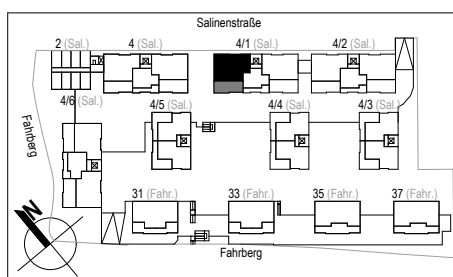 Salinenstraße
2 (Sal.) 4 (Sal.) 4/1 (Sal.) 4/2 (Sal.)
4/6 (Sal.) 4/5 (Sal.) 4/4 (Sal.) 4/3 (Sal.)
Fahrberg
31 (Fahr.) 33 (Fahr.) 35 (Fahr.) 37 (Fahr.)
N
Fahrberg